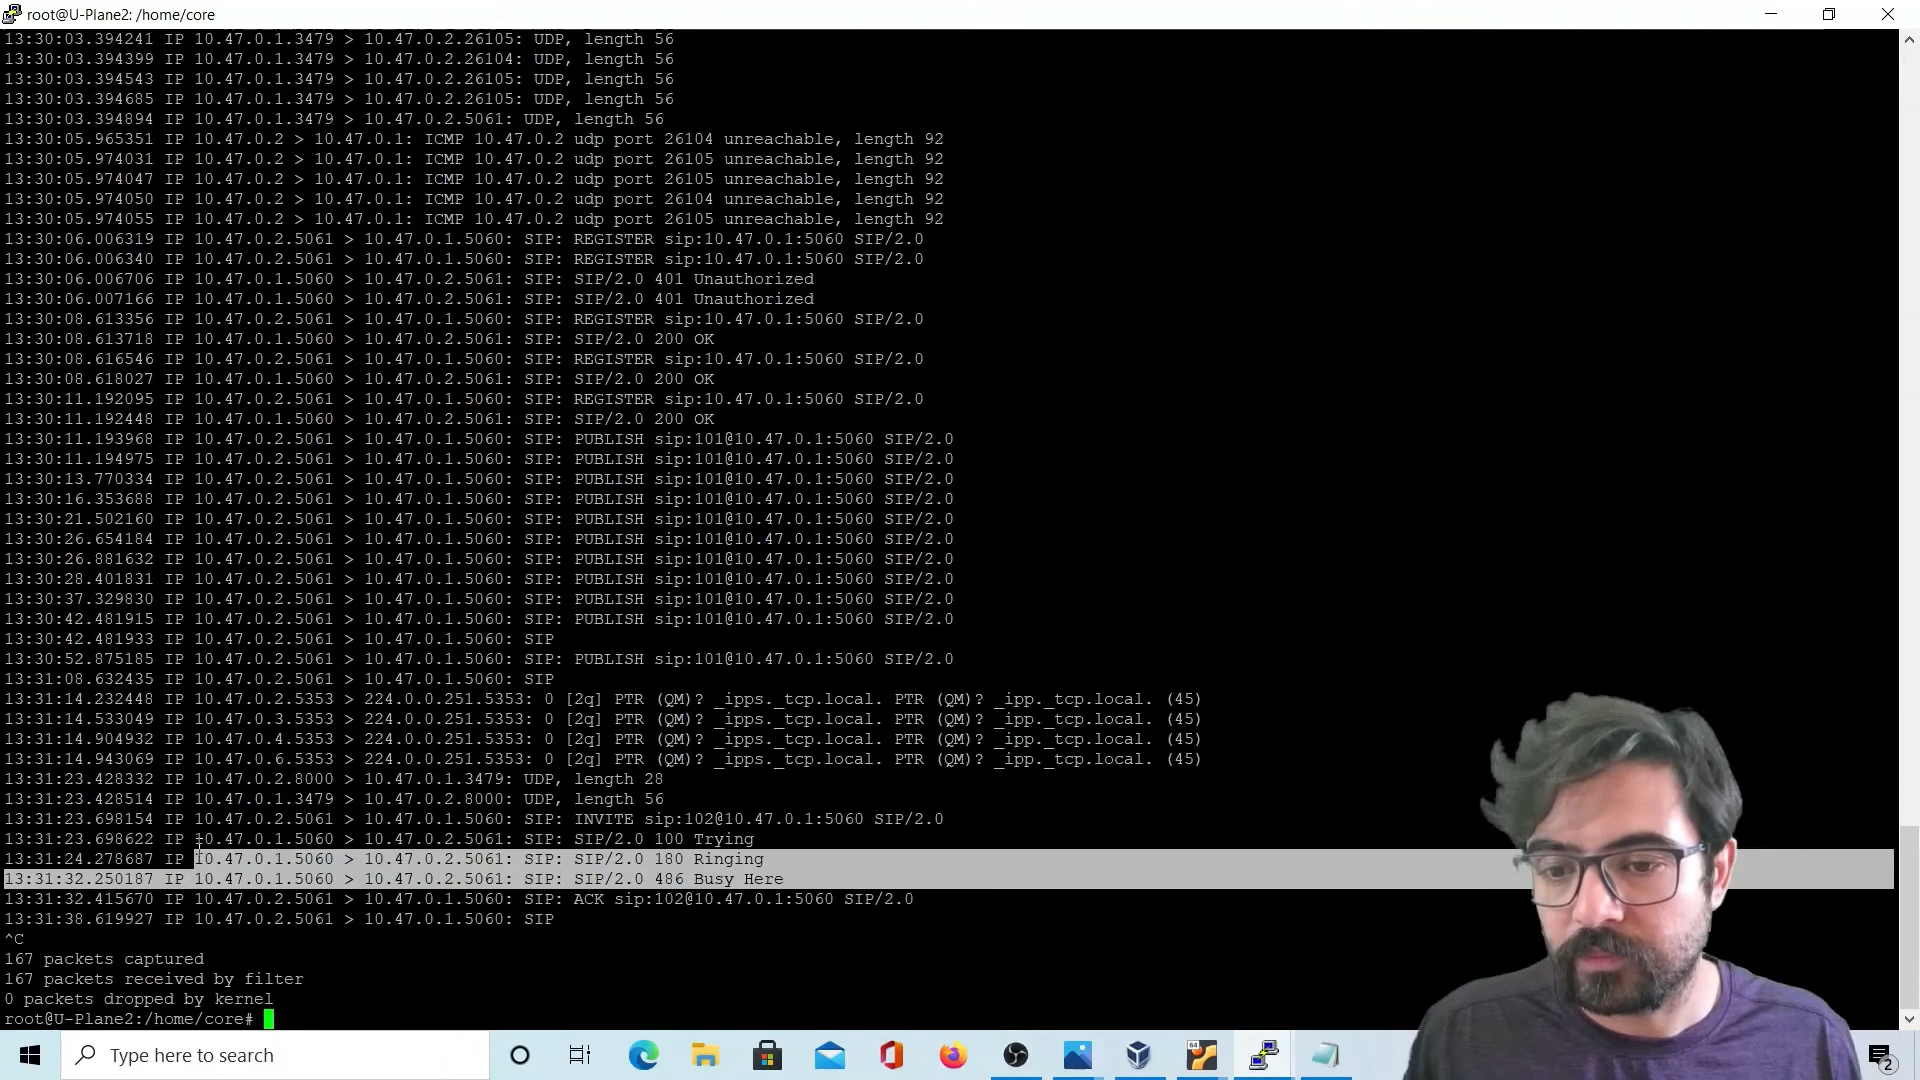 root@U-Plane2: /home/core
13:30:03.394241 IP 10.47.0.1.3479 > 10.47.0.2.26105: UDP, length 56
13:30:03.394399 IP 10.47.0.1.3479 > 10.47.0.2.26104: UDP, length 56
13:30:03.394543 IP 10.47.0.1.3479 > 10.47.0.2.26105: UDP, length 56
13:30:03.394685 IP 10.47.0.1.3479 > 10.47.0.2.26105: UDP, length 56
13:30:03.394894 IP 10.47.0.1.3479 > 10.47.0.2.5061: UDP, length 56
13:30:05.965351 IP 10.47.0.2 > 10.47.0.1: ICMP 10.47.0.2 udp port 26104 unreachable, length 92
13:30:05.974031 IP 10.47.0.2 > 10.47.0.1: ICMP 10.47.0.2 udp port 26105 unreachable, length 92
13:30:05.974047 IP 10.47.0.2 > 10.47.0.1: ICMP 10.47.0.2 udp port 26105 unreachable, length 92
13:30:05.974050 IP 10.47.0.2 > 10.47.0.1: ICMP 10.47.0.2 udp port 26104 unreachable, length 92
13:30:05.974055 IP 10.47.0.2 > 10.47.0.1: ICMP 10.47.0.2 udp port 26105 unreachable, length 92
13:30:06.006319 IP 10.47.0.2.5061 > 10.47.0.1.5060: SIP: REGISTER sip:10.47.0.1:5060 SIP/2.0
13:30:06.006340 IP 10.47.0.2.5061 > 10.47.0.1.5060: SIP: REGISTER sip:10.47.0.1:5060 SIP/2.0
13:30:06.006706 IP 10.47.0.1.5060 > 10.47.0.2.5061: SIP: SIP/2.0 401 Unauthorized
13:30:06.007166 IP 10.47.0.1.5060 > 10.47.0.2.5061: SIP: SIP/2.0 401 Unauthorized
13:30:08.613356 IP 10.47.0.2.5061 > 10.47.0.1.5060: SIP: REGISTER sip:10.47.0.1:5060 SIP/2.0
13:30:08.613718 IP 10.47.0.1.5060 > 10.47.0.2.5061: SIP: SIP/2.0 200 OK
13:30:08.616546 IP 10.47.0.2.5061 > 10.47.0.1.5060: SIP: REGISTER sip:10.47.0.1:5060 SIP/2.0
13:30:08.618027 IP 10.47.0.1.5060 > 10.47.0.2.5061: SIP: SIP/2.0 200 OK
13:30:11.192095 IP 10.47.0.2.5061 > 10.47.0.1.5060: SIP: REGISTER sip:10.47.0.1:5060 SIP/2.0
13:30:11.192448 IP 10.47.0.1.5060 > 10.47.0.2.5061: SIP: SIP/2.0 200 OK
13:30:11.193968 IP 10.47.0.2.5061 > 10.47.0.1.5060: SIP: PUBLISH sip:101@10.47.0.1:5060 SIP/2.0
13:30:11.194975 IP 10.47.0.2.5061 > 10.47.0.1.5060: SIP: PUBLISH sip:101@10.47.0.1:5060 SIP/2.0
13:30:13.770334 IP 10.47.0.2.5061 > 10.47.0.1.5060: SIP: PUBLISH sip:101@10.47.0.1:5060 SIP/2.0
13:30:16.353688 IP 10.47.0.2.5061 > 10.47.0.1.5060: SIP: PUBLISH sip:101@10.47.0.1:5060 SIP/2.0
13:30:21.502160 IP 10.47.0.2.5061 > 10.47.0.1.5060: SIP: PUBLISH sip:101@10.47.0.1:5060 SIP/2.0
13:30:26.654184 IP 10.47.0.2.5061 > 10.47.0.1.5060: SIP: PUBLISH sip:101@10.47.0.1:5060 SIP/2.0
13:30:26.881632 IP 10.47.0.2.5061 > 10.47.0.1.5060: SIP: PUBLISH sip:101@10.47.0.1:5060 SIP/2.0
13:30:28.401831 IP 10.47.0.2.5061 > 10.47.0.1.5060: SIP: PUBLISH sip:101@10.47.0.1:5060 SIP/2.0
13:30:37.329830 IP 10.47.0.2.5061 > 10.47.0.1.5060: SIP: PUBLISH sip:101@10.47.0.1:5060 SIP/2.0
13:30:42.481915 IP 10.47.0.2.5061 > 10.47.0.1.5060: SIP: PUBLISH sip:101@10.47.0.1:5060 SIP/2.0
13:30:42.481933 IP 10.47.0.2.5061 > 10.47.0.1.5060: SIP
13:30:52.875185 IP 10.47.0.2.5061 > 10.47.0.1.5060: SIP: PUBLISH sip:101@10.47.0.1:5060 SIP/2.0
13:31:08.632435 IP 10.47.0.2.5061 > 10.47.0.1.5060: SIP
13:31:14.232448 IP 10.47.0.2.5353 > 224.0.0.251.5353: 0 [2q] PTR (QM)? _ipps._tcp.local. PTR (QM)? _ipp._tcp.local. (45)
13:31:14.533049 IP 10.47.0.3.5353 > 224.0.0.251.5353: 0 [2q] PTR (QM)? _ipps._tcp.local. PTR (QM)? _ipp._tcp.local. (45)
13:31:14.904932 IP 10.47.0.4.5353 > 224.0.0.251.5353: 0 [2q] PTR (QM)? _ipps._tcp.local. PTR (QM)? _ipp._tcp.local. (45)
13:31:14.943069 IP 10.47.0.6.5353 > 224.0.0.251.5353: 0 [2q] PTR (QM)? _ipps._tcp.local. PTR (QM)? _ipp._tcp.local. (45)
13:31:23.428332 IP 10.47.0.2.8000 > 10.47.0.1.3479: UDP, length 28
13:31:23.428514 IP 10.47.0.1.3479 > 10.47.0.2.8000: UDP, length 56
13:31:23.698154 IP 10.47.0.2.5061 > 10.47.0.1.5060: SIP: INVITE sip:102@10.47.0.1:5060 SIP/2.0
13:31:23.698622 IP 10.47.0.1.5060 > 10.47.0.2.5061: SIP: SIP/2.0 100 Trying
13:31:24.278687 IP 10.47.0.1.5060 > 10.47.0.2.5061: SIP: SIP/2.0 180 Ringing
13:31:32.250187 IP 10.47.0.1.5060 > 10.47.0.2.5061: SIP: SIP/2.0 486 Busy Here
13:31:32.415670 IP 10.47.0.2.5061 > 10.47.0.1.5060: SIP: ACK sip:102@10.47.0.1:5060 SIP/2.0
13:31:38.619927 IP 10.47.0.2.5061 > 10.47.0.1.5060: SIP
^C
167 packets captured
167 packets received by filter
0 packets dropped by kernel
root@U-Plane2:/home/core#
Type here to search
64
2